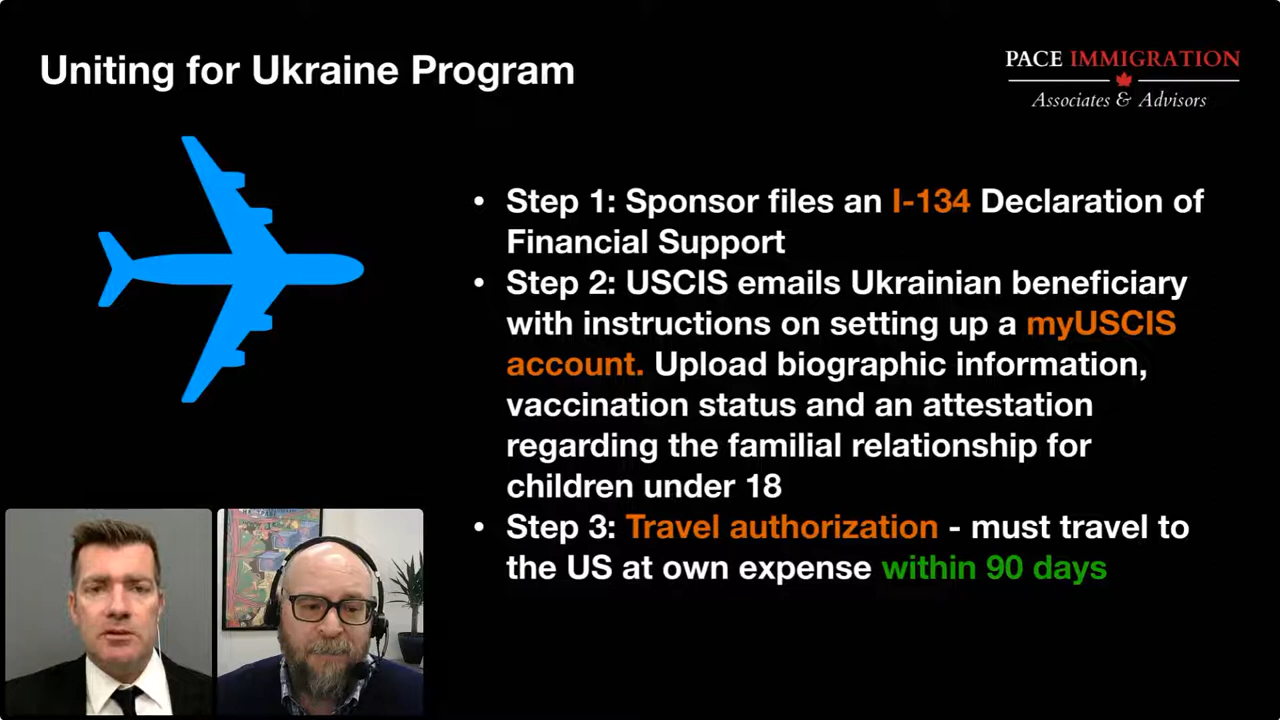 Uniting for Ukraine Program
PACE IMMIGRATION
Associates & Advisors
• Step 1: Sponsor files an I-134 Declaration of
Financial Support
• Step 2: USCIS emails Ukrainian beneficiary
with instructions on setting up a myUSCIS
account. Upload biographic information,
vaccination status and an attestation
regarding the familial relationship for
children under 18
• Step 3: Travel authorization - must travel to
the US at own expense within 90 days